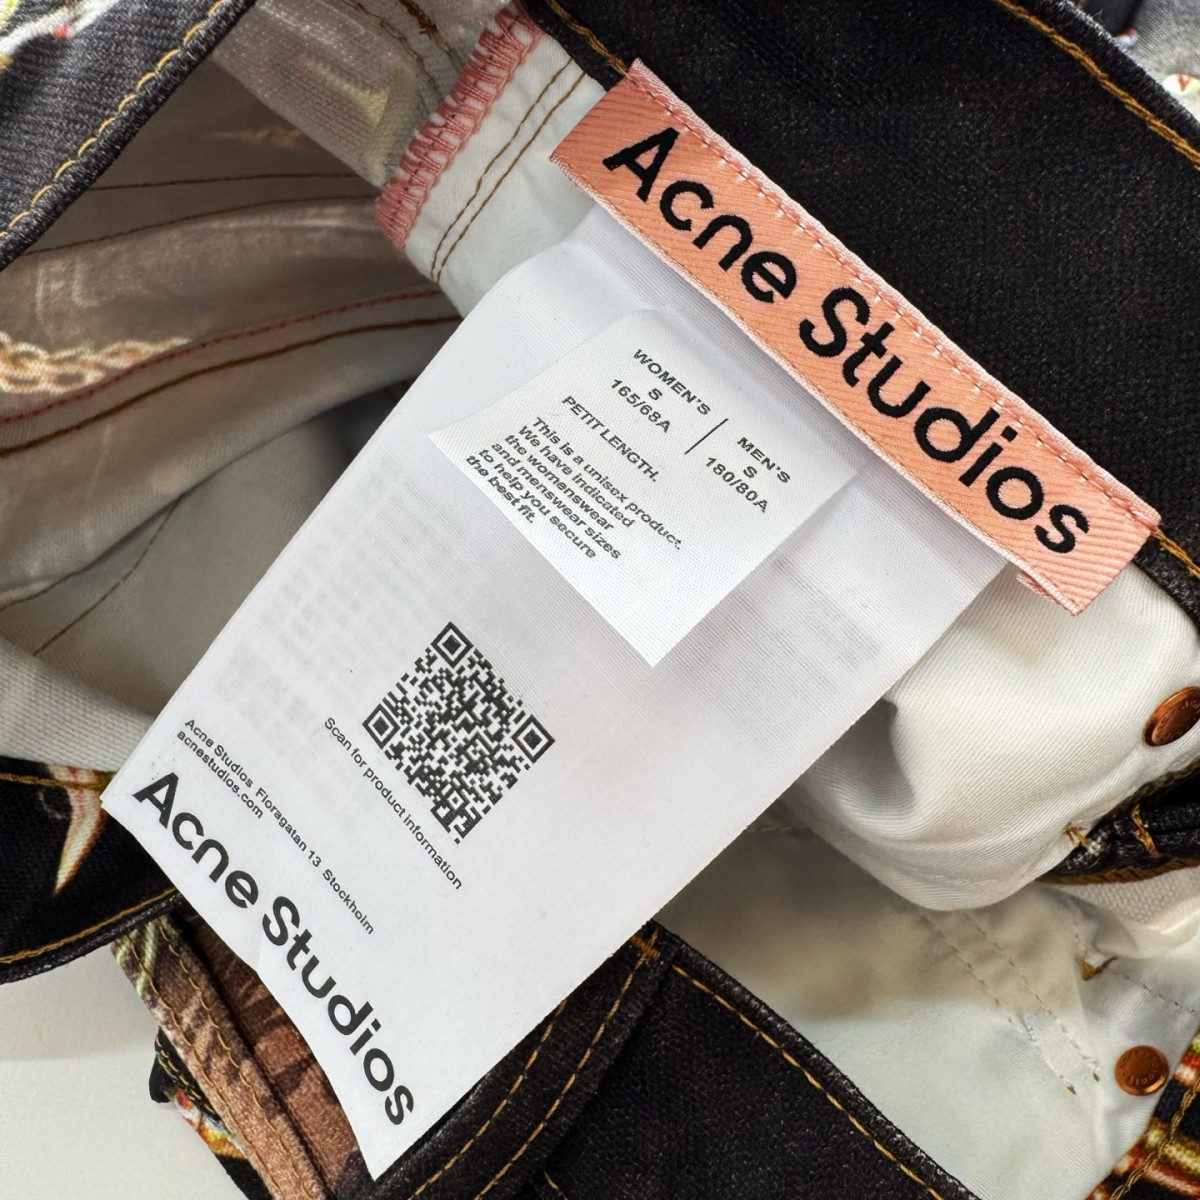 Acne Studios
WOMEN'S
S
165/68A
MEN'S
S
180/80A
PETIT LENGTH.
This is a unisex product.
We have indicated
the womenswear
and menswear sizes
to help you secure
the best fit.
Scan for product information
Acne Studios Floragatan 13 Stockholm
acnestudios.com
Acne Studios